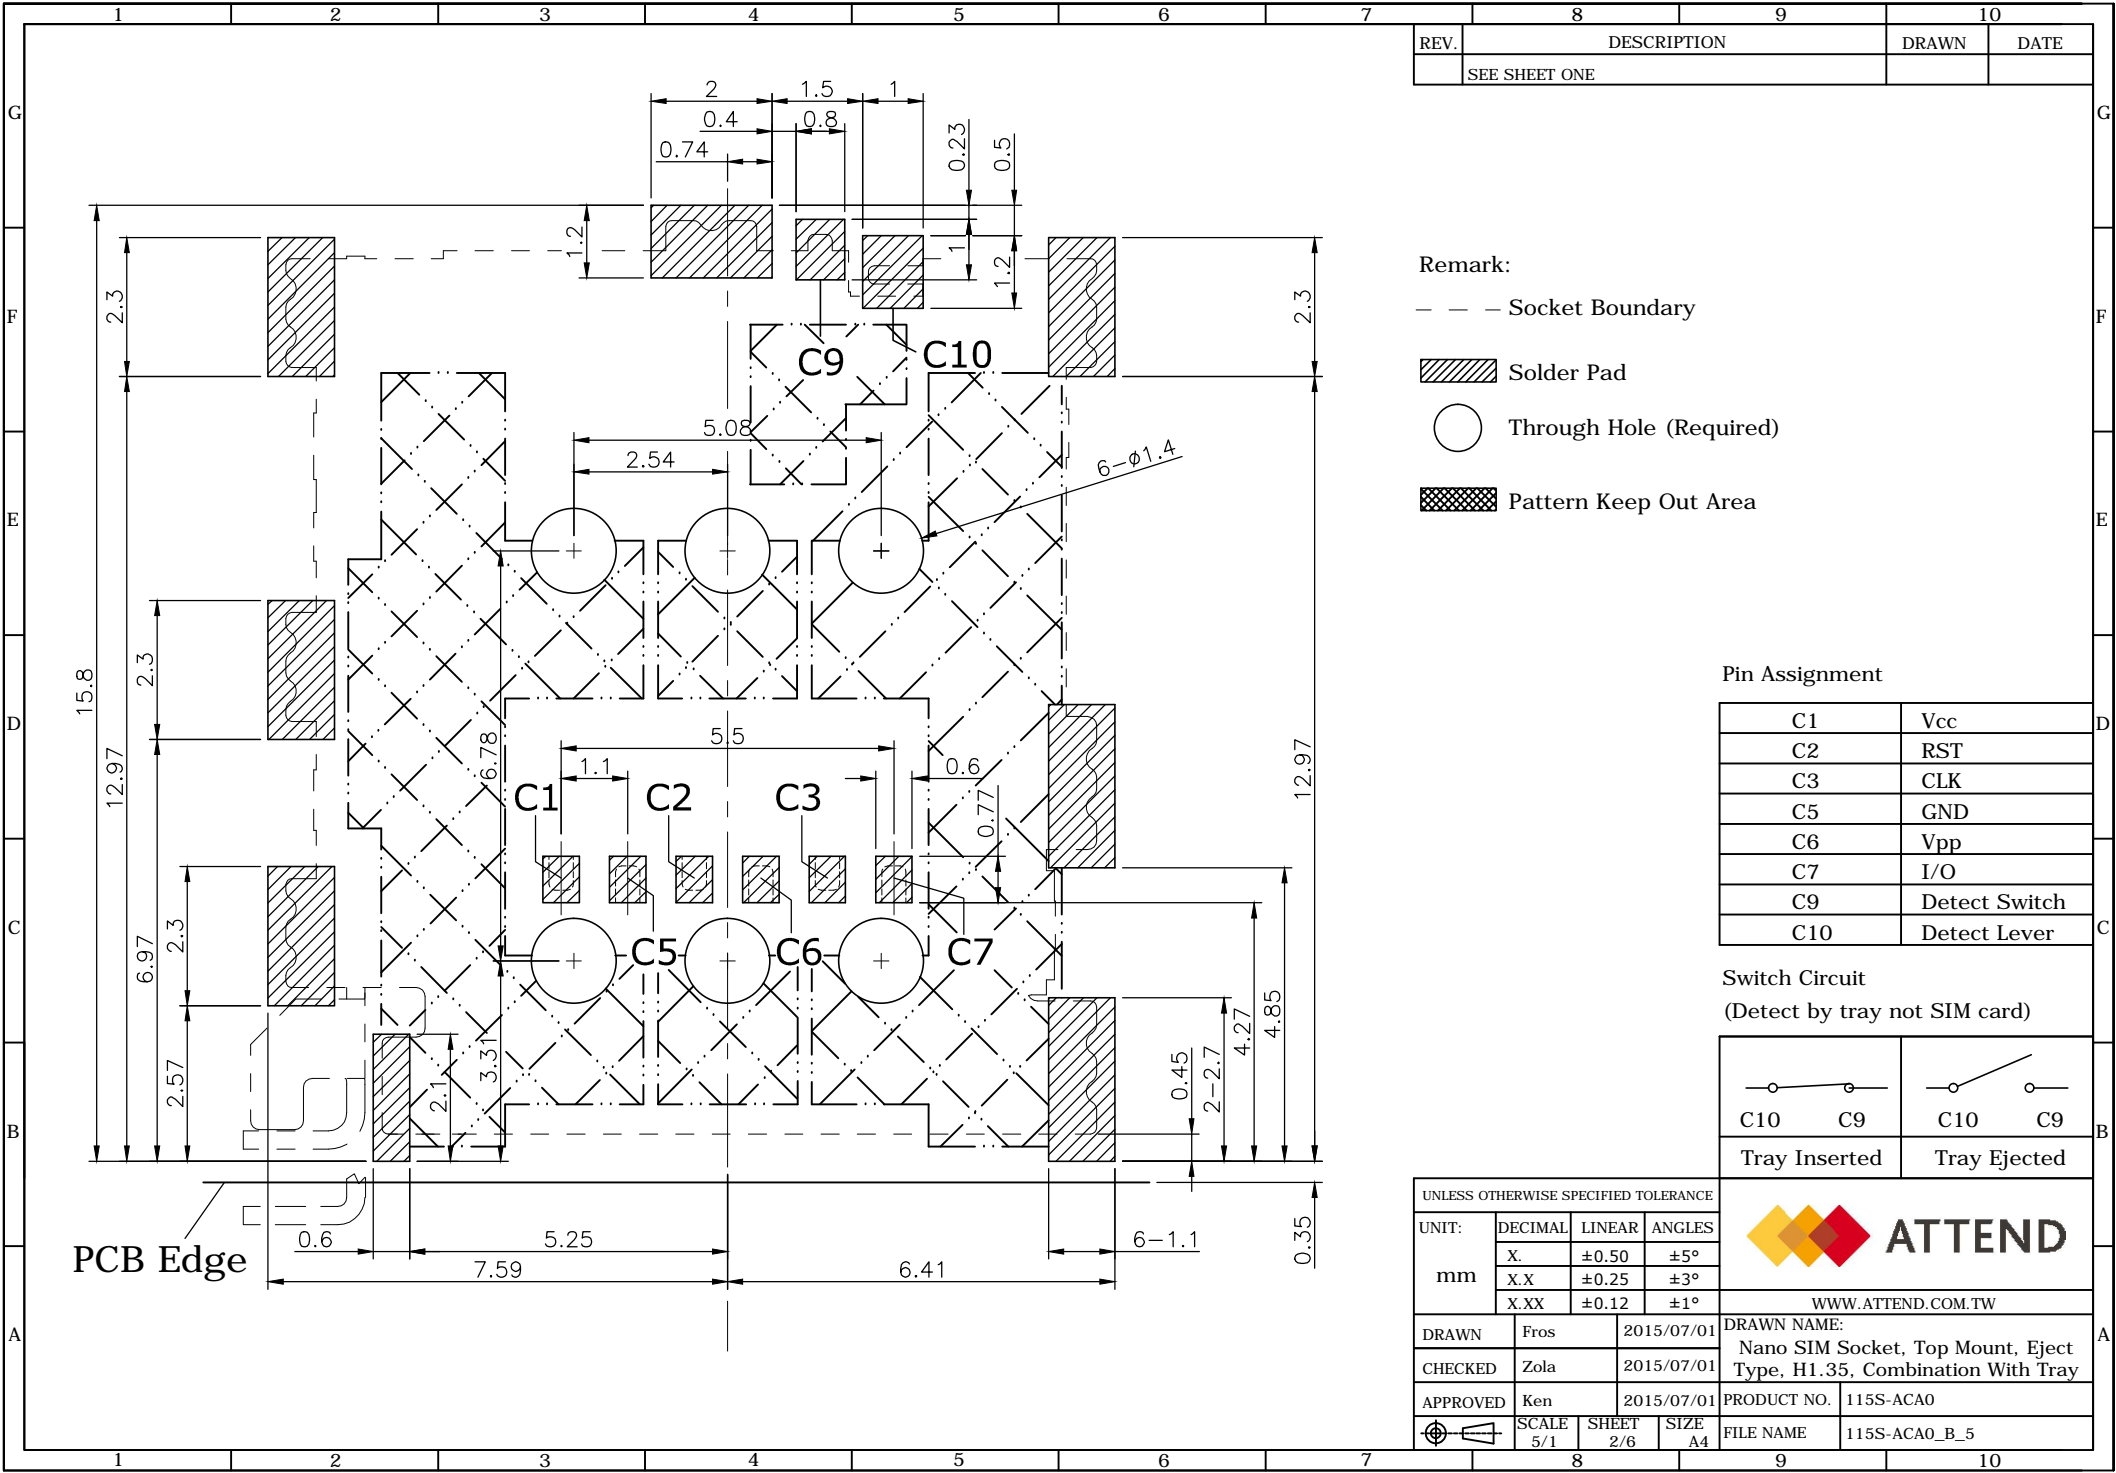 1 2 3 4 5 6 7 8 9 10
REV. DESCRIPTION DRAWN DATE
SEE SHEET ONE
G G
2 1.5 1
0.4 0.8
0.74
0.23
0.5
1.2
1
1.2
2.3
2.3
F F
Remark:
Socket Boundary
Solder Pad
Through Hole (Required)
Pattern Keep Out Area
C9
C10
5.08
2.54
6-ø1.4
E E
15.8
12.97
2.3
6.97
2.3
2.57
D D
6.78
5.5
1.1
0.6
0.77
12.97
C1 C2 C3
C5 C6 C7
Pin Assignment
C1 Vcc
C2 RST
C3 CLK
C5 GND
C6 Vpp
C7 I/O
C9 Detect Switch
C10 Detect Lever
C C
Switch Circuit
(Detect by tray not SIM card)
C10 C9 C10 C9
Tray Inserted Tray Ejected
B B
2.1
3.31
0.45
2-2.7
4.27
4.85
0.35
PCB Edge
0.6 5.25 6-1.1
7.59 6.41
A A
UNLESS OTHERWISE SPECIFIED TOLERANCE
UNIT: DECIMAL LINEAR ANGLES
mm
X. ±0.50 ±5°
X.X ±0.25 ±3°
X.XX ±0.12 ±1°
ATTEND
WWW.ATTEND.COM.TW
DRAWN Fros 2015/07/01
CHECKED Zola 2015/07/01
APPROVED Ken 2015/07/01
DRAWN NAME:
Nano SIM Socket, Top Mount, Eject
Type, H1.35, Combination With Tray
PRODUCT NO. 115S-ACA0
SCALE SHEET SIZE
5/1 2/6 A4
FILE NAME 115S-ACA0_B_5
1 2 3 4 5 6 7 8 9 10